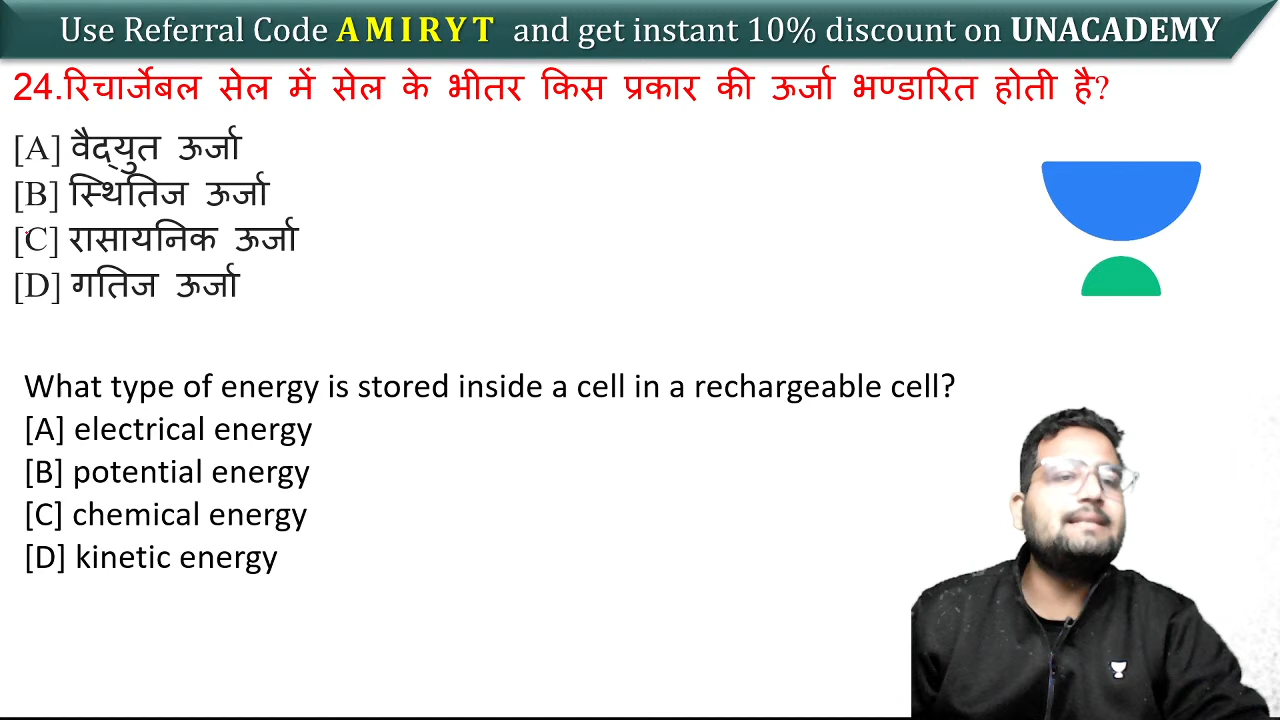 Use Referral Code AMIRYT and get instant 10% discount on UNACADEMY
24.रिचार्जेबल सेल में सेल के भीतर किस प्रकार की ऊर्जा भण्डारित होती है?
[A] वैद्युत ऊर्जा
[B] स्थितिज ऊर्जा
[C] रासायनिक ऊर्जा
[D] गतिज ऊर्जा
What type of energy is stored inside a cell in a rechargeable cell?
[A] electrical energy
[B] potential energy
[C] chemical energy
[D] kinetic energy